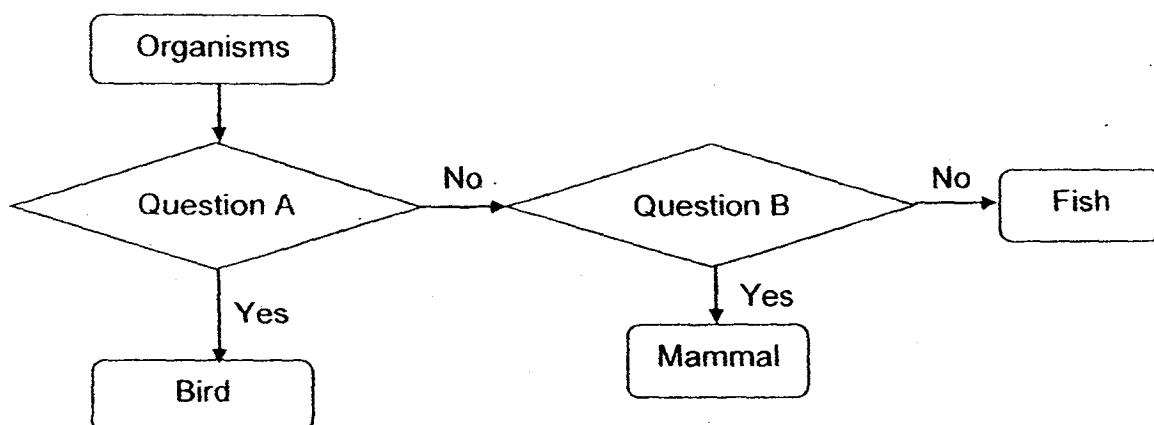 Organisms
Question A
No
Question B
No
Fish
Yes
Bird
Yes
Mammal